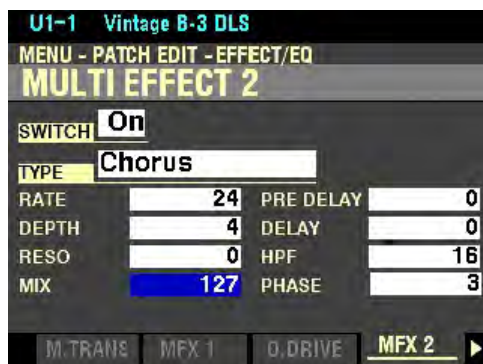 U1-1 Vintage B-3 DLS
MENU - PATCH EDIT - EFFECT/EQ
MULTI EFFECT 2
SWITCH On
TYPE Chorus
RATE 24 PRE DELAY 0
DEPTH 4 DELAY 0
RESO 0 HPF 16
MIX 127 PHASE 3
M.TRANS MFX 1 O.DRIVE MFX 2